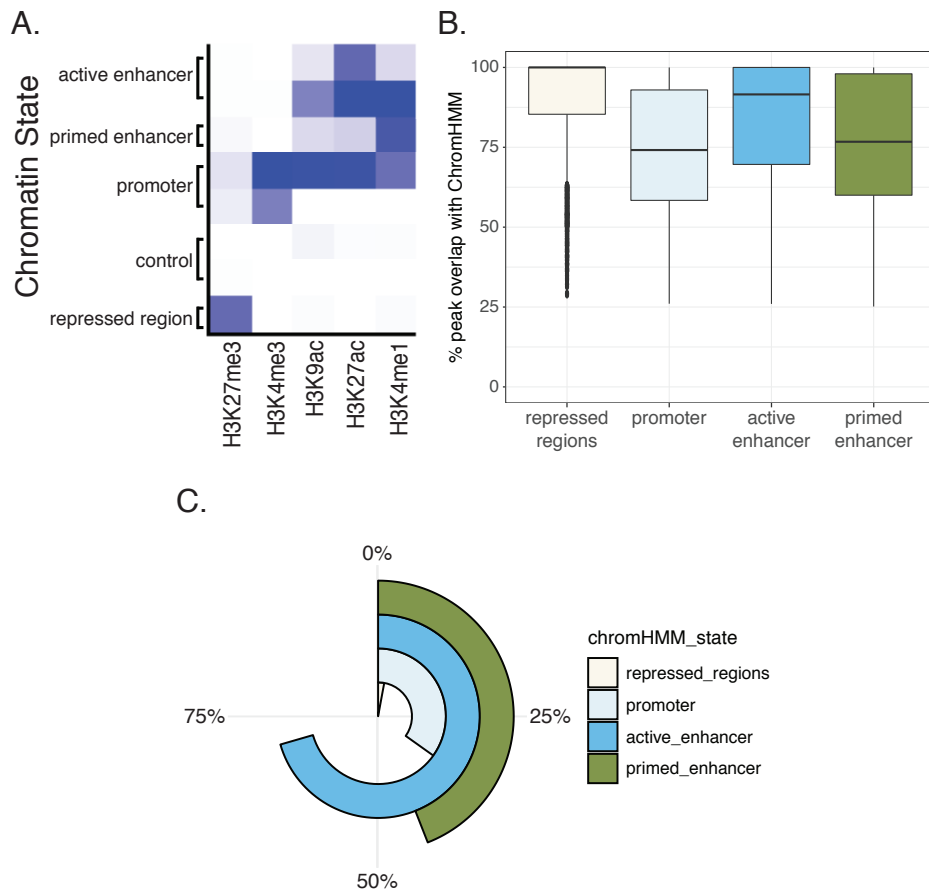 A.
Chromatin State
active enhancer
primed enhancer
promoter
control
repressed region
H3K27me3
H3K4me3
H3K9ac
H3K27ac
H3K4me1
B.
% peak overlap with ChromHMM
100
75
50
25
0
repressed
regions
promoter
active
enhancer
primed
enhancer
C.
0%
25%
50%
75%
chromHMM_state
repressed_regions
promoter
active_enhancer
primed_enhancer